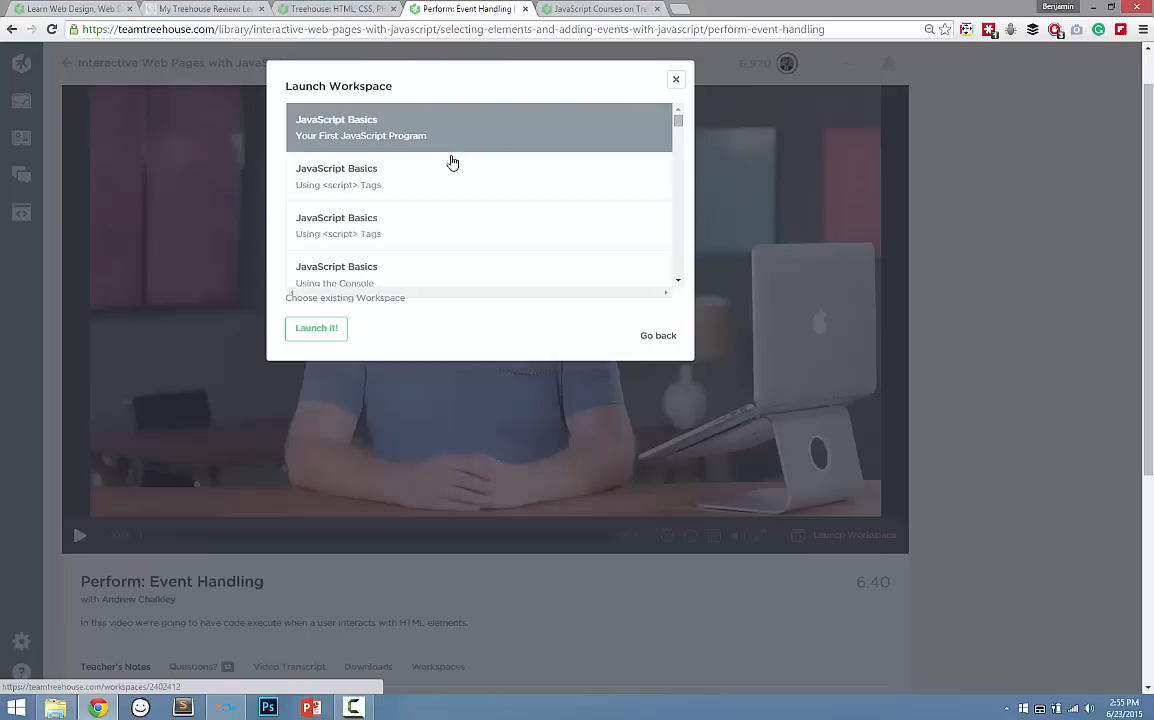 Learn Web Design, Web D
My Treehouse Review: Le
Treehouse: HTML, CSS, Ph
Perform: Event Handling |
JavaScript Courses on Tre
Benjamin
https://teamtreehouse.com/library/interactive-web-pages-with-javascript/selecting-elements-and-adding-events-with-javascript/perform-event-handling
Interactive Web Pages with JavaS
6,970
Launch Workspace
JavaScript Basics
Your First JavaScript Program
JavaScript Basics
Using <script> Tags
JavaScript Basics
Using <script> Tags
JavaScript Basics
Using the Console
Choose existing Workspace
Launch it!
Go back
Launch Workspace
Perform: Event Handling
6:40
with Andrew Chalkley
In this video we're going to have code execute when a user interacts with HTML elements.
Teacher's Notes
Questions? 12
Video Transcript
Downloads
Workspaces
https://teamtreehouse.com/workspaces/2402412
2:55 PM
6/23/2015